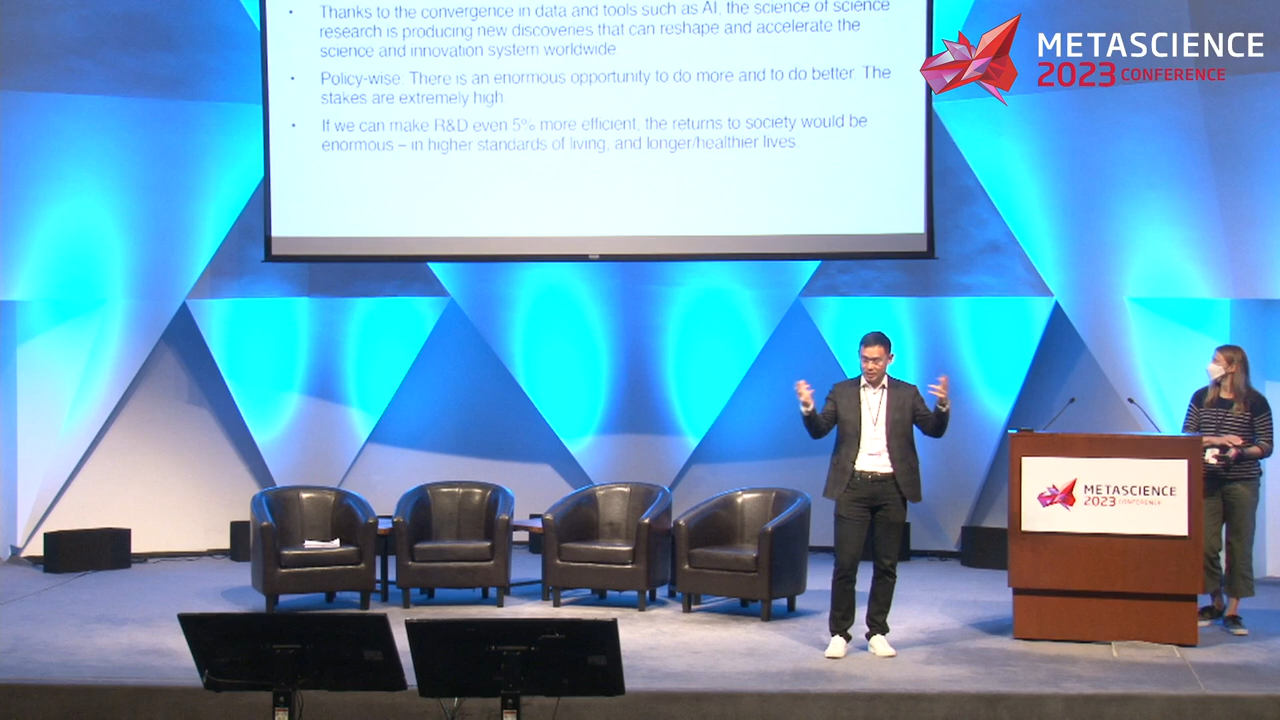 • Thanks to the convergence in data and tools such as AI, the science of science
research is producing new discoveries that can reshape and accelerate the
science and innovation system worldwide.
• Policy-wise: There is an enormous opportunity to do more and to do better. The
stakes are extremely high.
• If we can make R&D even 5% more efficient, the returns to society would be
enormous – in higher standards of living, and longer/healthier lives.
METASCIENCE
2023 CONFERENCE
METASCIENCE
2023 CONFERENCE